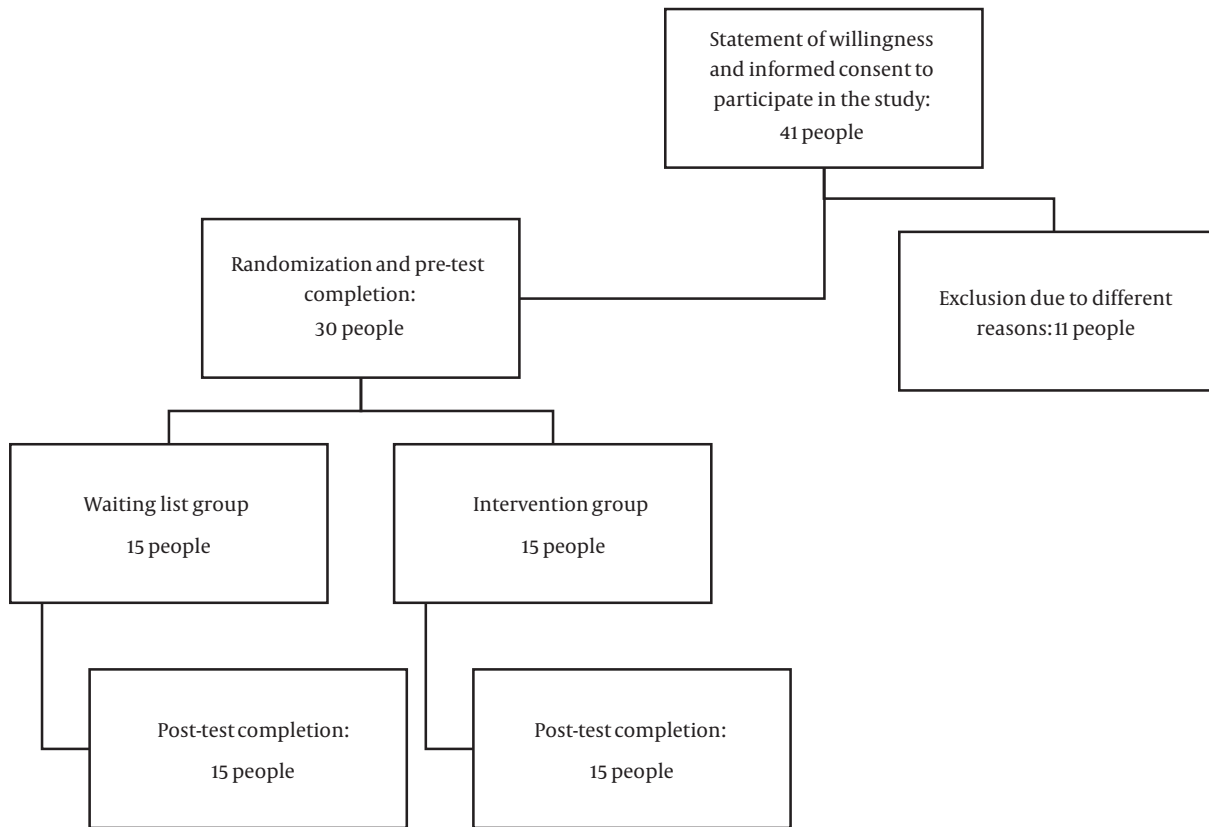 Statement of willingness
and informed consent to
participate in the study:
41 people
Randomization and pre-test
completion:
30 people
Exclusion due to different
reasons: 11 people
Waiting list group
15 people
Intervention group
15 people
Post-test completion:
15 people
Post-test completion:
15 people